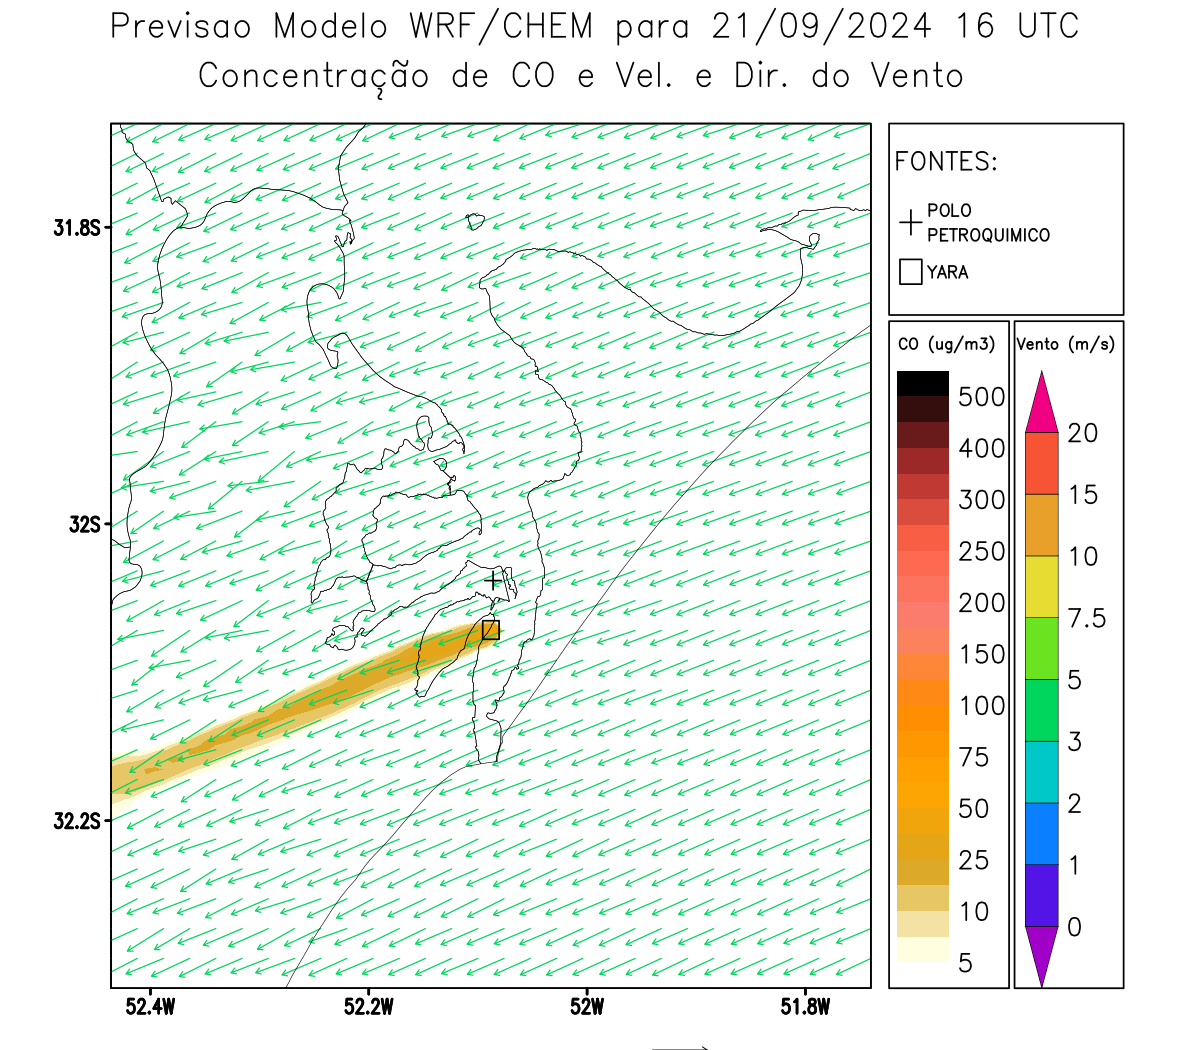 Previsao Modelo WRF/CHEM para 21/09/2024 16 UTC
Concentração de CO e Vel. e Dir. do Vento
FONTES:
POLO
PETROQUIMICO
YARA
CO (ug/m3)
500
400
300
250
200
150
100
75
50
25
10
5
Vento (m/s)
20
15
10
7.5
5
3
2
1
0
31.8S
32S
32.2S
52.4W
52.2W
52W
51.8W